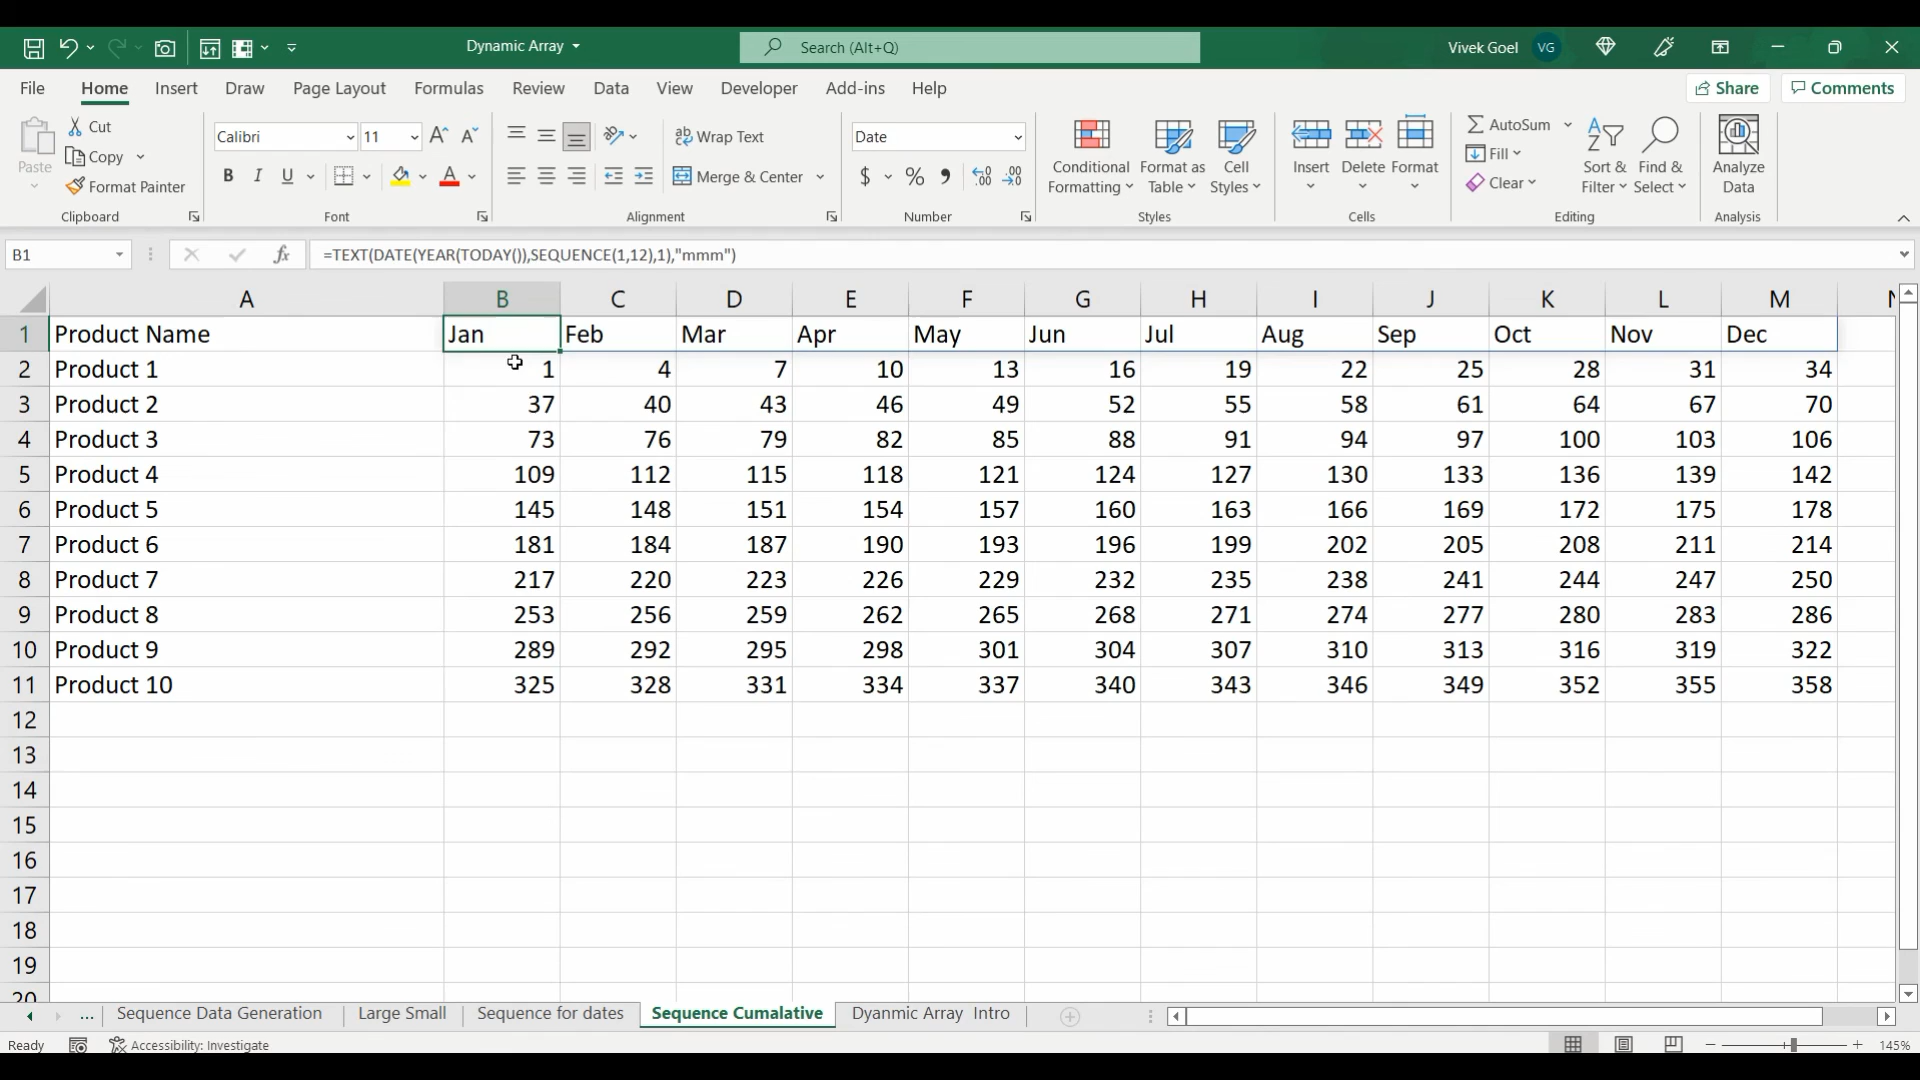 Dynamic Array
Search (Alt+Q)
Vivek Goel VG
File Home Insert Draw Page Layout Formulas Review Data View Developer Add-ins Help Share Comments
Paste
Cut
Copy
Format Painter
Clipboard
Calibri 11
B I U A
Font
ab Wrap Text
Merge & Center
Alignment
Date
$ % ,
Number
Conditional Formatting
Format as Table
Cell Styles
Styles
Insert
Delete
Format
Cells
AutoSum
Fill
Clear
Sort & Filter
Find & Select
Editing
Analyze Data
Analysis
B1 fx =TEXT(DATE(YEAR(TODAY()),SEQUENCE(1,12),1),"mmm")
A B C D E F G H I J K L M
1 Product Name Jan Feb Mar Apr May Jun Jul Aug Sep Oct Nov Dec
2 Product 1 1 4 7 10 13 16 19 22 25 28 31 34
3 Product 2 37 40 43 46 49 52 55 58 61 64 67 70
4 Product 3 73 76 79 82 85 88 91 94 97 100 103 106
5 Product 4 109 112 115 118 121 124 127 130 133 136 139 142
6 Product 5 145 148 151 154 157 160 163 166 169 172 175 178
7 Product 6 181 184 187 190 193 196 199 202 205 208 211 214
8 Product 7 217 220 223 226 229 232 235 238 241 244 247 250
9 Product 8 253 256 259 262 265 268 271 274 277 280 283 286
10 Product 9 289 292 295 298 301 304 307 310 313 316 319 322
11 Product 10 325 328 331 334 337 340 343 346 349 352 355 358
12
13
14
15
16
17
18
19
20
... Sequence Data Generation Large Small Sequence for dates Sequence Cumalative Dyanmic Array Intro
Ready Accessibility: Investigate 145%